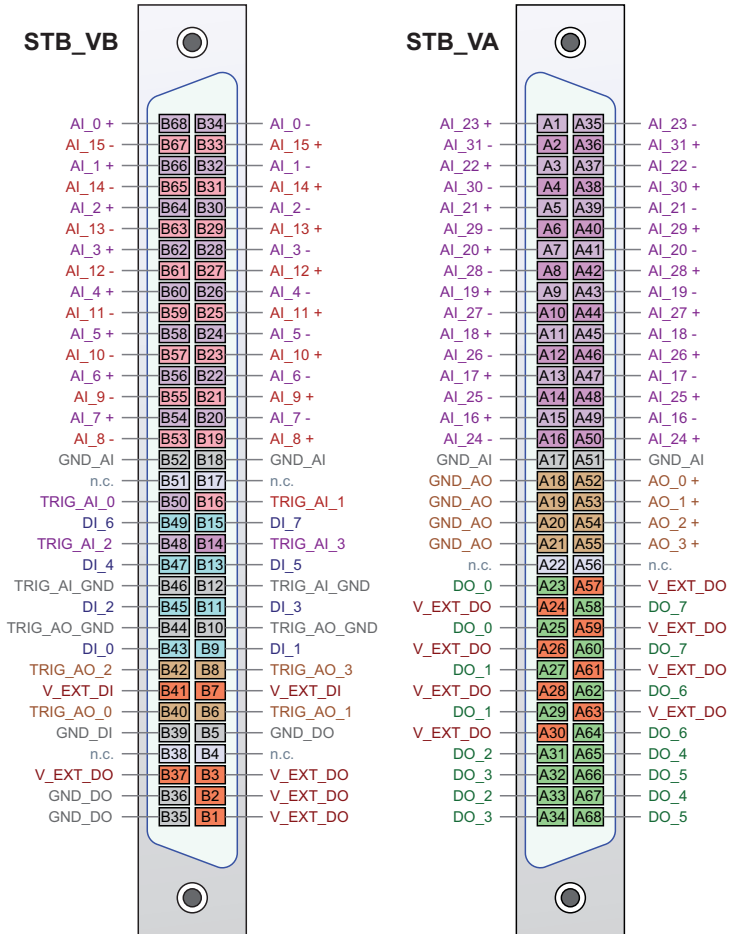 STB_VB STB_VA
AI_0 + B68 B34 AI_0 - AI_23 + A1 A35 AI_23 -
AI_15 - B67 B33 AI_15 + AI_31 - A2 A36 AI_31 +
AI_1 + B66 B32 AI_1 - AI_22 + A3 A37 AI_22 -
AI_14 - B65 B31 AI_14 + AI_30 - A4 A38 AI_30 +
AI_2 + B64 B30 AI_2 - AI_21 + A5 A39 AI_21 -
AI_13 - B63 B29 AI_13 + AI_29 - A6 A40 AI_29 +
AI_3 + B62 B28 AI_3 - AI_20 + A7 A41 AI_20 -
AI_12 - B61 B27 AI_12 + AI_28 - A8 A42 AI_28 +
AI_4 + B60 B26 AI_4 - AI_19 + A9 A43 AI_19 -
AI_11 - B59 B25 AI_11 + AI_27 - A10 A44 AI_27 +
AI_5 + B58 B24 AI_5 - AI_18 + A11 A45 AI_18 -
AI_10 - B57 B23 AI_10 + AI_26 - A12 A46 AI_26 +
AI_6 + B56 B22 AI_6 - AI_17 + A13 A47 AI_17 -
AI_9 - B55 B21 AI_9 + AI_25 - A14 A48 AI_25 +
AI_7 + B54 B20 AI_7 - AI_16 + A15 A49 AI_16 -
AI_8 - B53 B19 AI_8 + AI_24 - A16 A50 AI_24 +
GND_AI B52 B18 GND_AI GND_AI A17 A51 GND_AI
n.c. B51 B17 n.c. GND_AO A18 A52 AO_0 +
TRIG_AI_0 B50 B16 TRIG_AI_1 GND_AO A19 A53 AO_1 +
DI_6 B49 B15 DI_7 GND_AO A20 A54 AO_2 +
TRIG_AI_2 B48 B14 TRIG_AI_3 GND_AO A21 A55 AO_3 +
DI_4 B47 B13 DI_5 n.c. A22 A56 n.c.
TRIG_AI_GND B46 B12 TRIG_AI_GND DO_0 A23 A57 V_EXT_DO
DI_2 B45 B11 DI_3 V_EXT_DO A24 A58 DO_7
TRIG_AO_GND B44 B10 TRIG_AO_GND DO_0 A25 A59 V_EXT_DO
DI_0 B43 B9 DI_1 V_EXT_DO A26 A60 DO_7
TRIG_AO_2 B42 B8 TRIG_AO_3 DO_1 A27 A61 V_EXT_DO
V_EXT_DI B41 B7 V_EXT_DI V_EXT_DO A28 A62 DO_6
TRIG_AO_0 B40 B6 TRIG_AO_1 DO_1 A29 A63 V_EXT_DO
GND_DI B39 B5 GND_DO V_EXT_DO A30 A64 DO_6
n.c. B38 B4 n.c. DO_2 A31 A65 DO_4
V_EXT_DO B37 B3 V_EXT_DO DO_3 A32 A66 DO_5
GND_DO B36 B2 V_EXT_DO DO_2 A33 A67 DO_4
GND_DO B35 B1 V_EXT_DO DO_3 A34 A68 DO_5